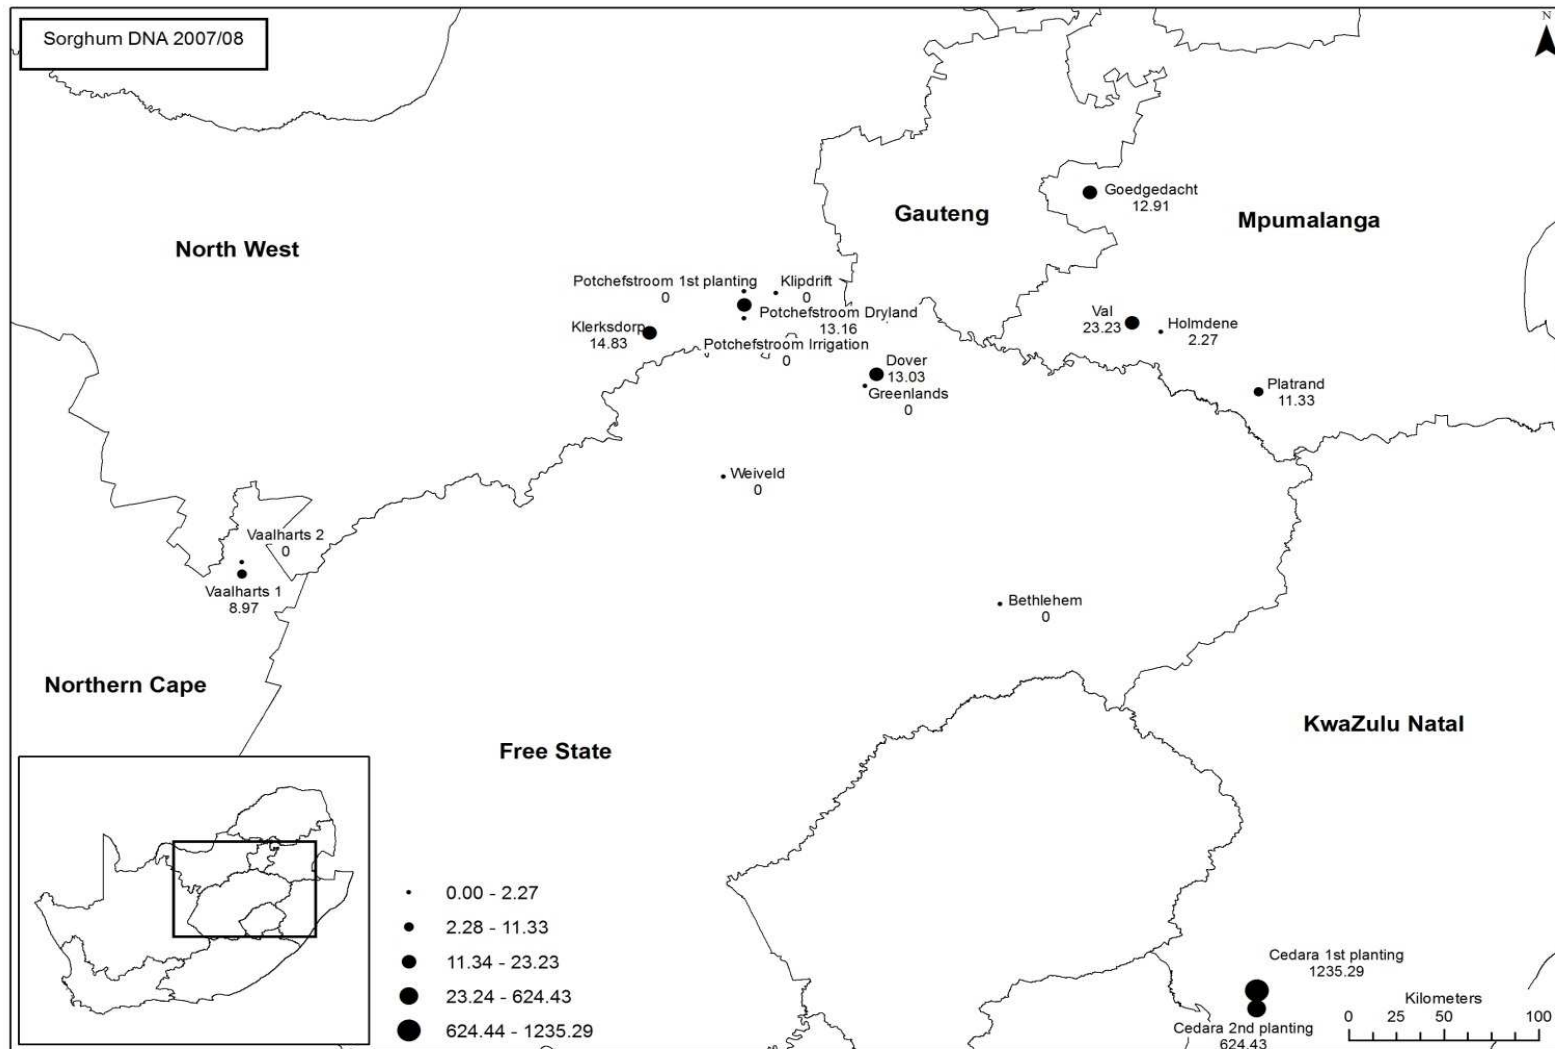 Sorghum DNA 2007/08
N
Goedgedacht
12.91
Gauteng
Mpumalanga
North West
Potchefstroom 1st planting
0
Klipdrift
0
Potchefstroom Dryland
13.16
Klerksdorp
14.83
Potchefstroom Irrigation
0
Val
23.23
Holmdene
2.27
Dover
13.03
Greenlands
0
Platrand
11.33
Weiveld
0
Vaalharts 2
0
Vaalharts 1
8.97
Bethlehem
0
Northern Cape
Free State
KwaZulu Natal
0.00 - 2.27
2.28 - 11.33
11.34 - 23.23
23.24 - 624.43
624.44 - 1235.29
Cedara 1st planting
1235.29
Cedara 2nd planting
624.43
Kilometers
0 25 50 100